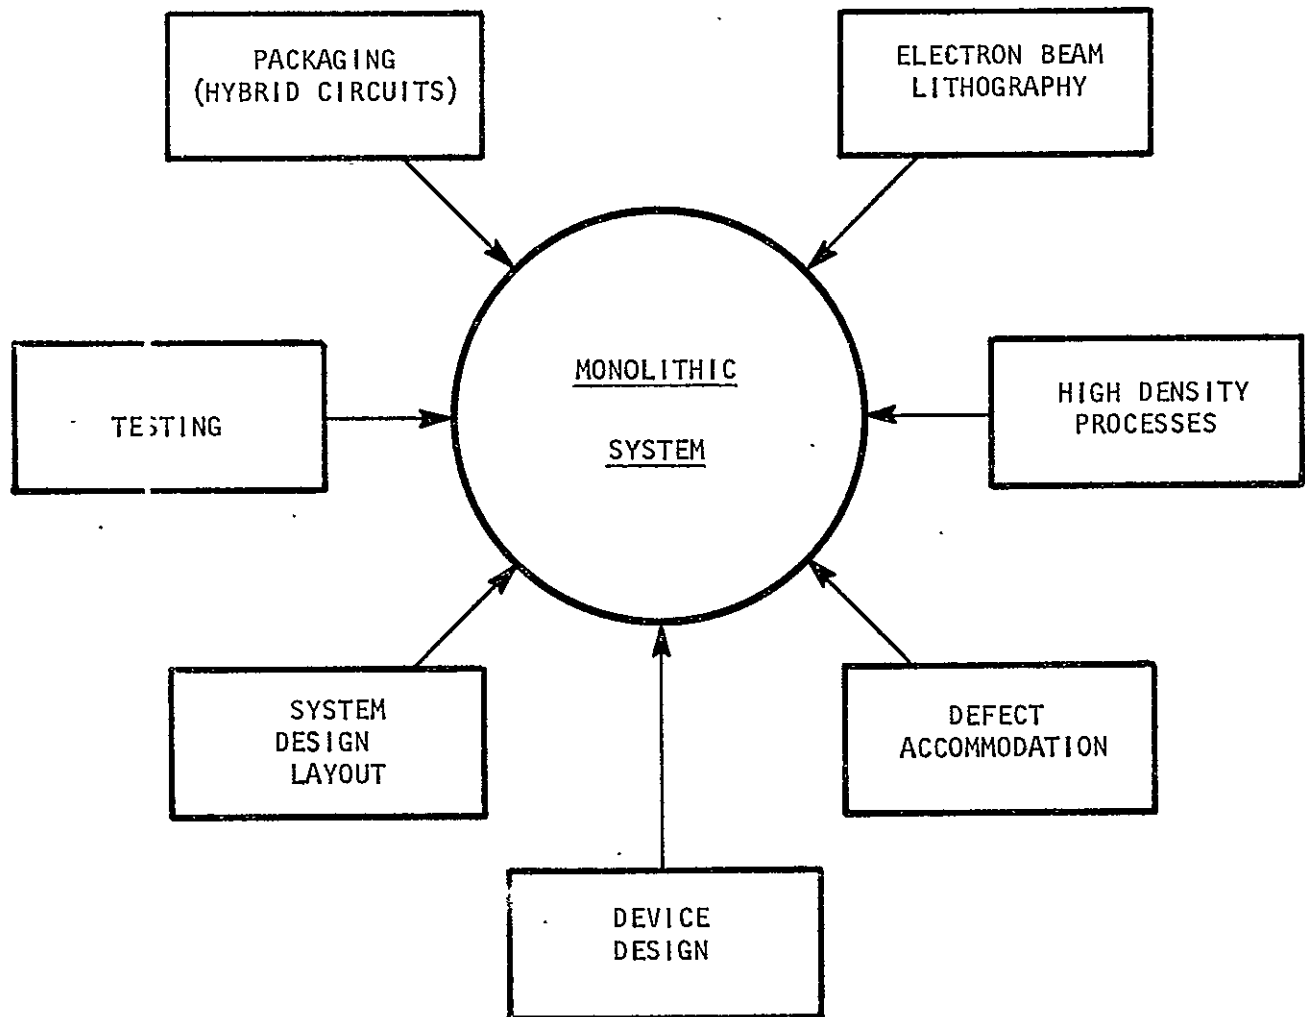 PACKAGING
(HYBRID CIRCUITS)
ELECTRON BEAM
LITHOGRAPHY
MONOLITHIC
SYSTEM
TESTING
HIGH DENSITY
PROCESSES
SYSTEM
DESIGN
LAYOUT
DEFECT
ACCOMMODATION
DEVICE
DESIGN